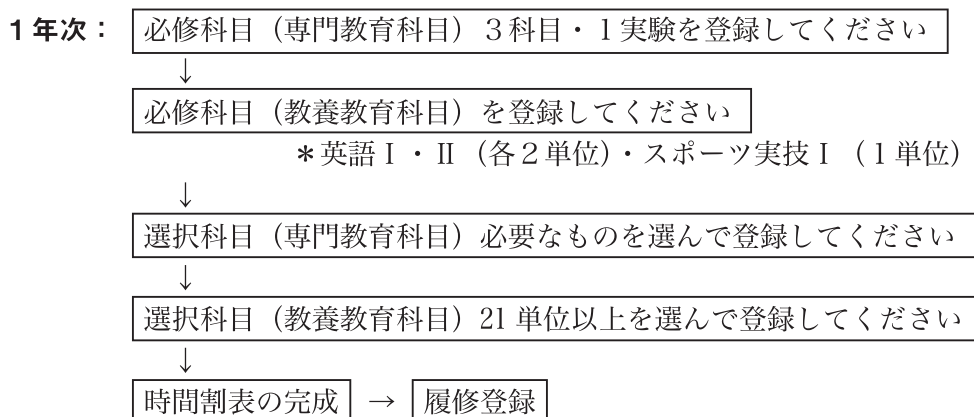 1年次： 必修科目（専門教育科目）3科目・1実験を登録してください
↓
必修科目（教養教育科目）を登録してください
＊英語Ⅰ・Ⅱ（各2単位）・スポーツ実技Ⅰ（1単位）
↓
選択科目（専門教育科目）必要なものを選んで登録してください
↓
選択科目（教養教育科目）21単位以上を選んで登録してください
↓
時間割表の完成 → 履修登録